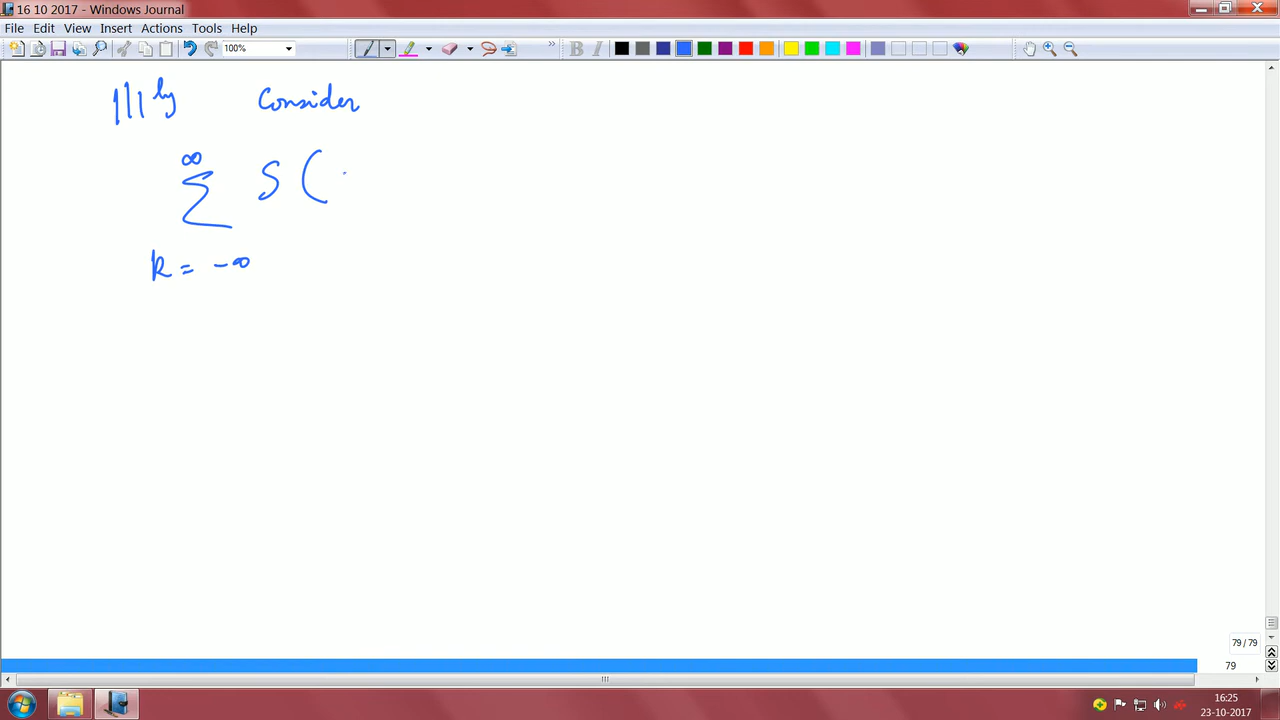 16 10 2017 - Windows Journal
File Edit View Insert Actions Tools Help
100%
|||ly Consider
∞
∑ S (
k = -∞
79 / 79
79
16:25
23-10-2017